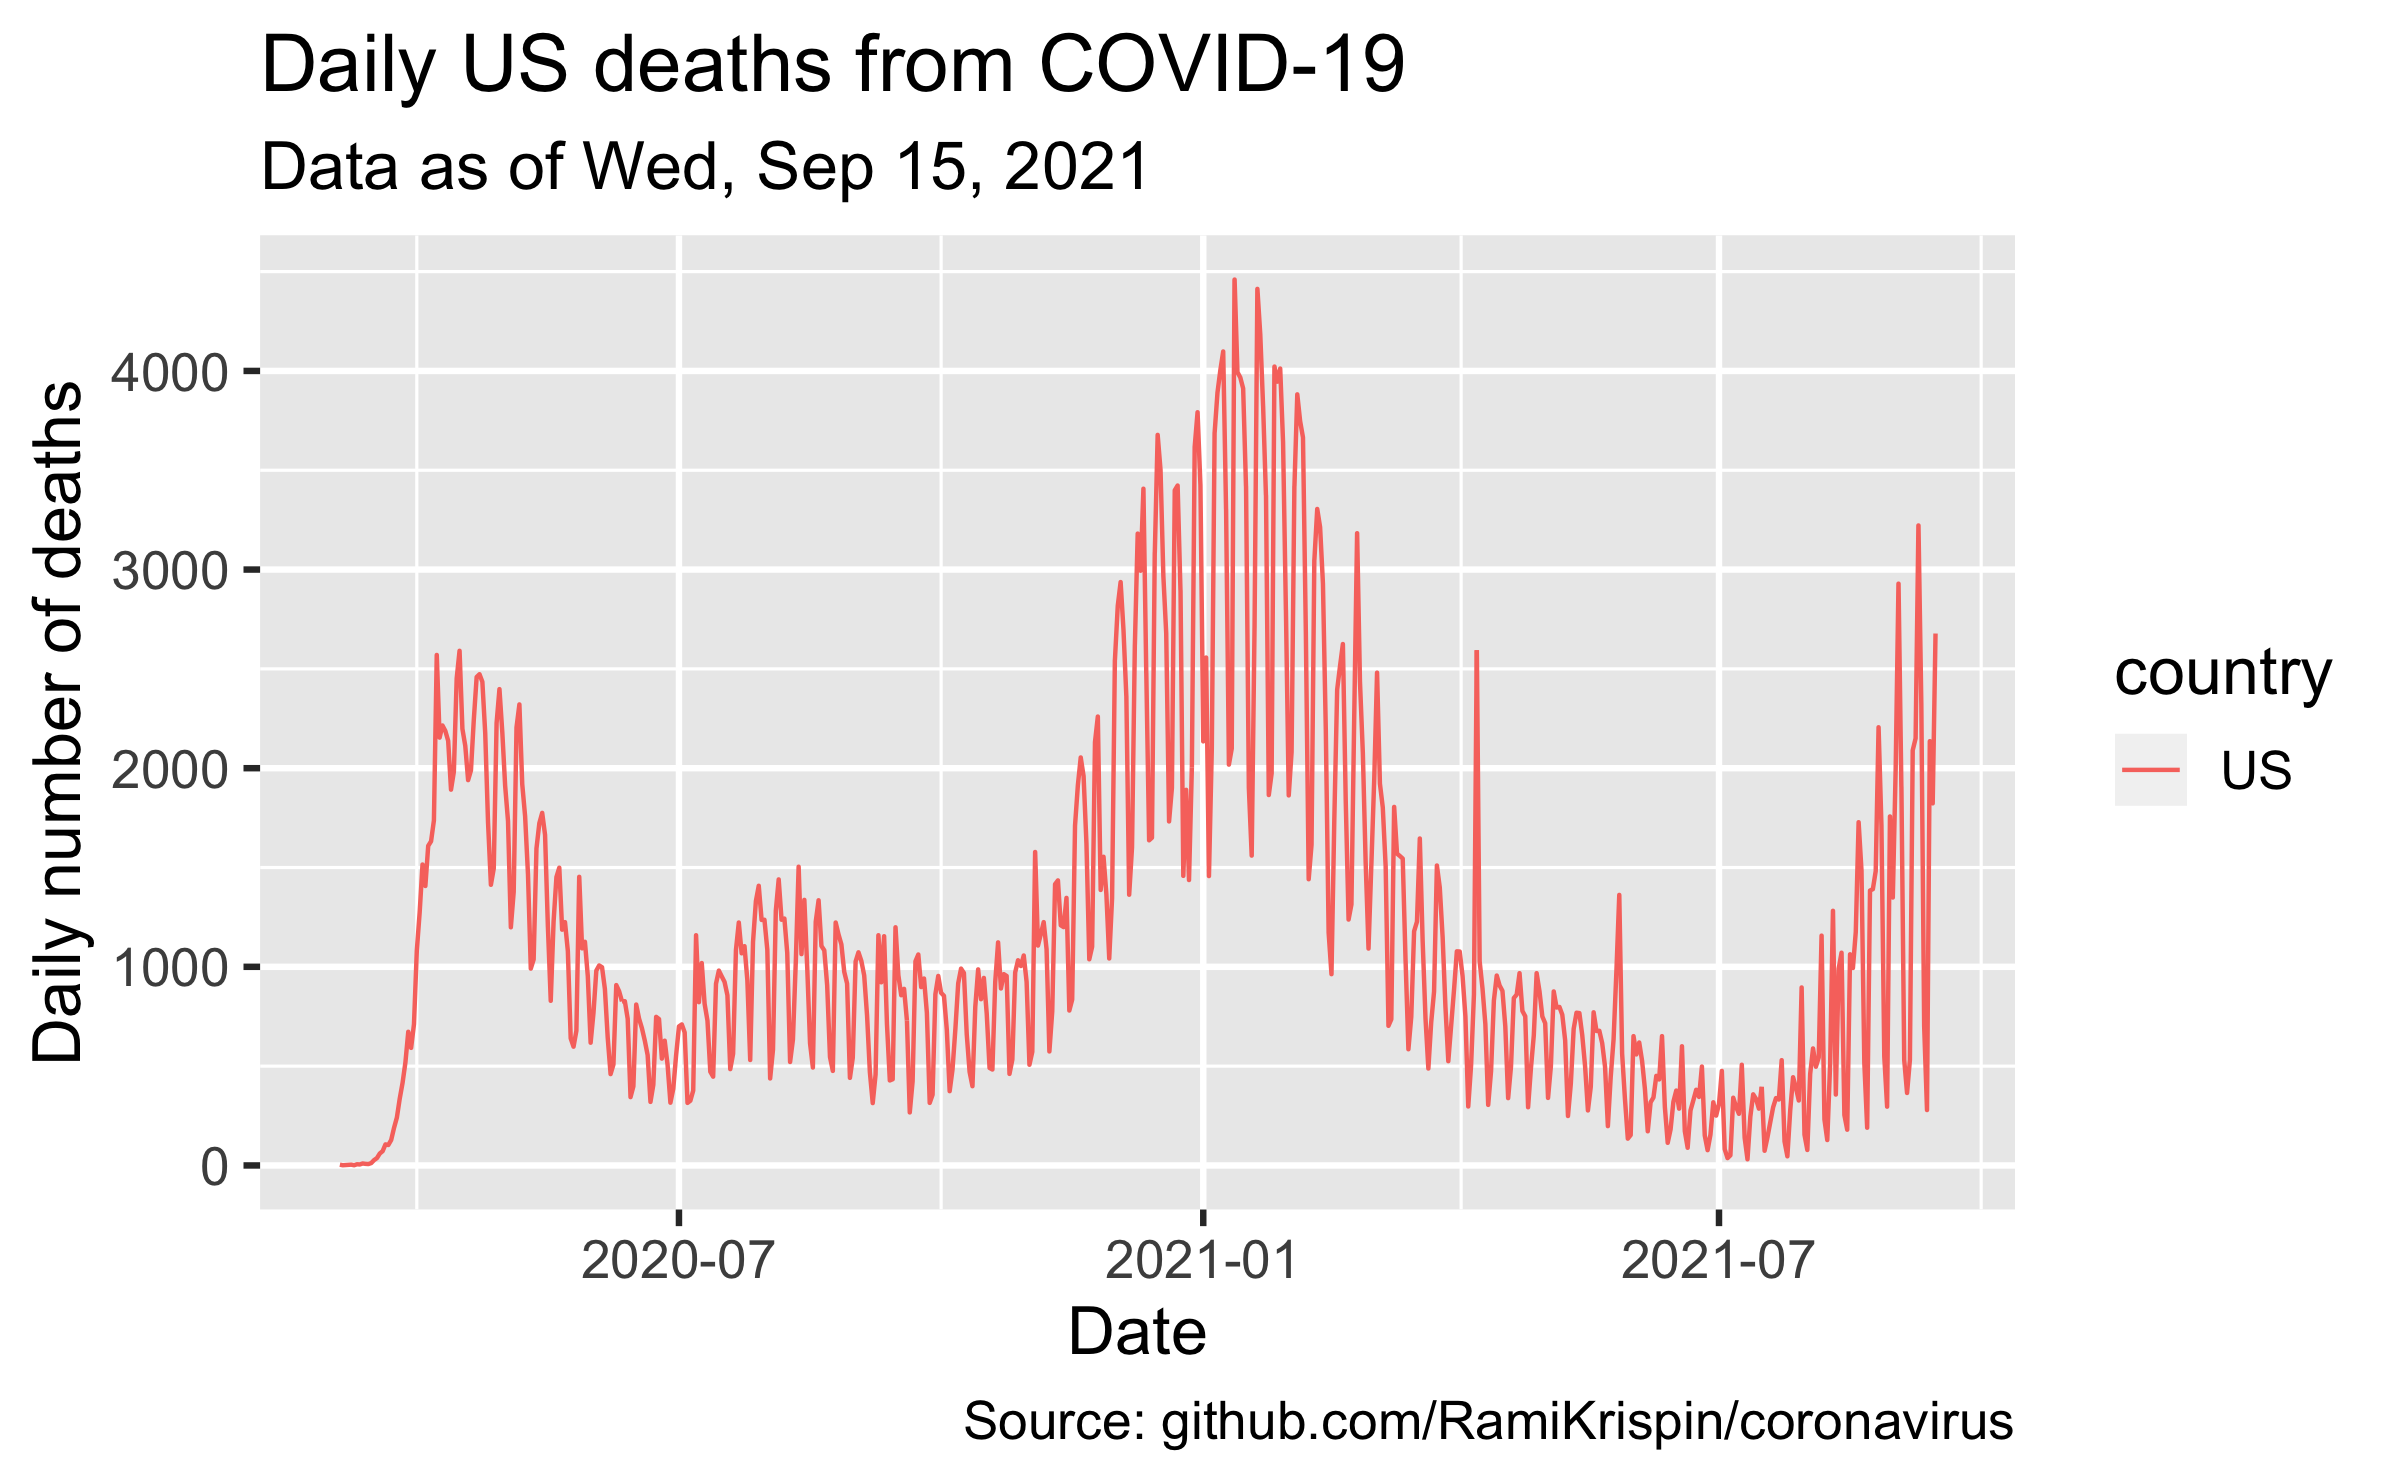 Daily US deaths from COVID-19
Data as of Wed, Sep 15, 2021
Daily number of deaths
4000
3000
2000
1000
0
2020-07
2021-01
2021-07
Date
country
US
Source: github.com/RamiKrispin/coronavirus